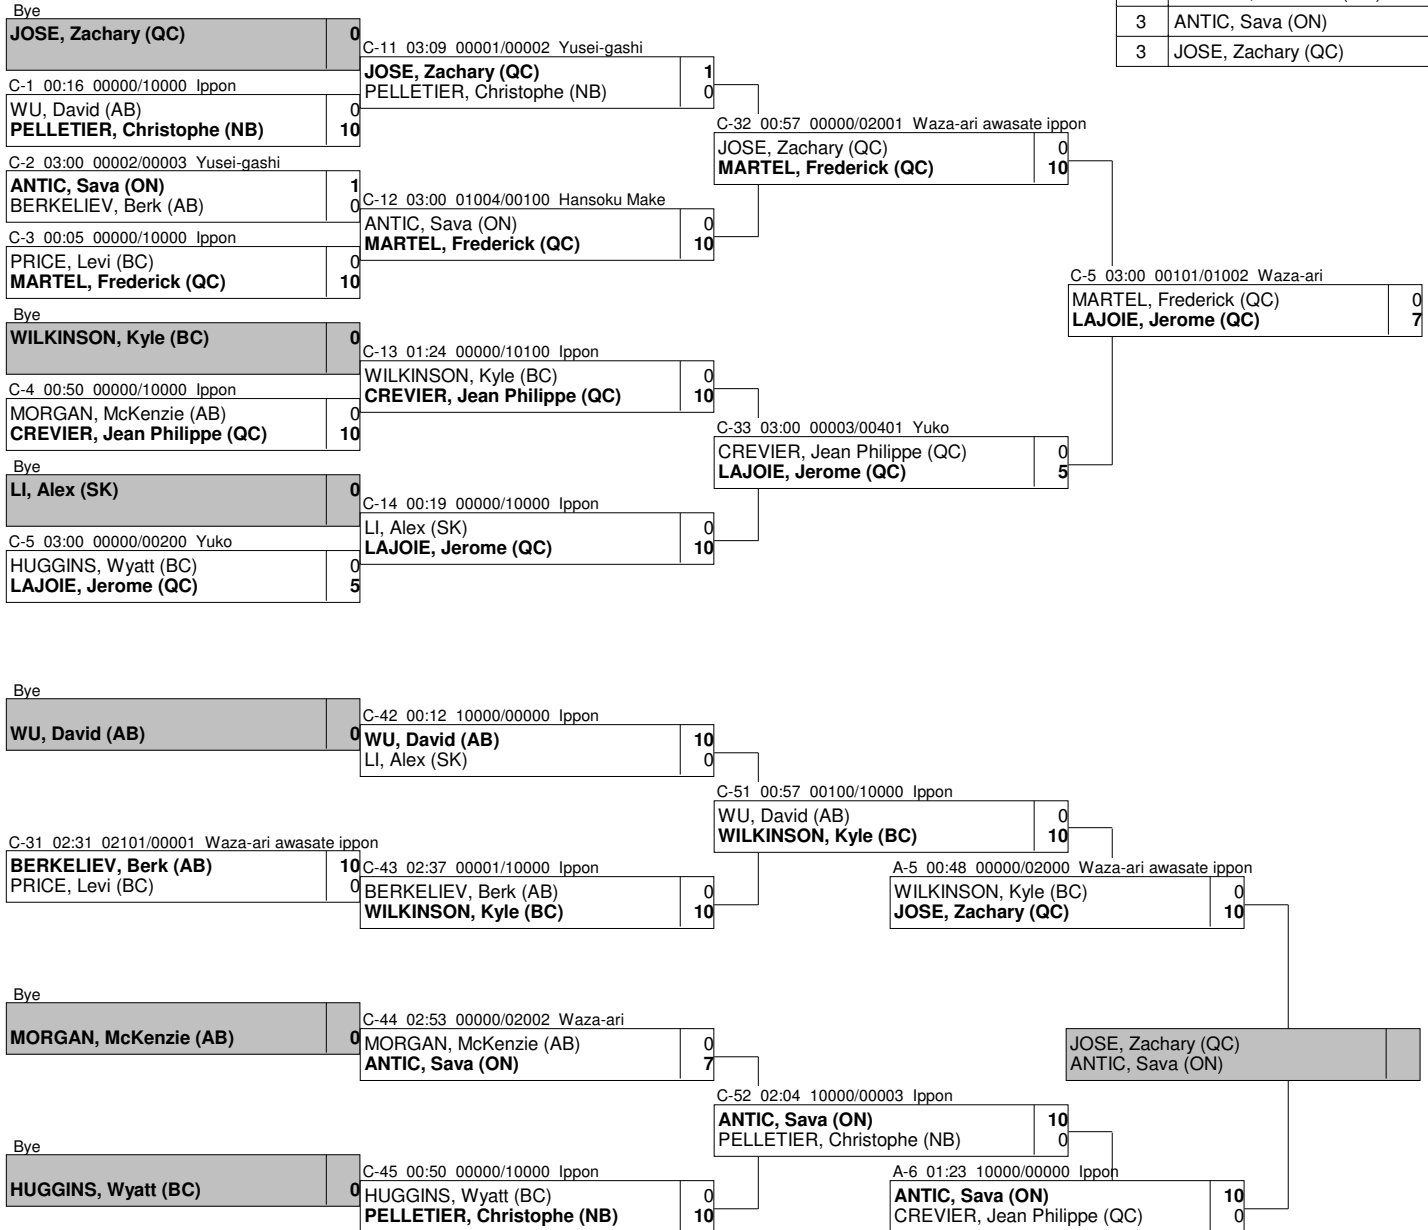 3 ANTIC, Sava (ON)
3 JOSE, Zachary (QC)
Bye
JOSE, Zachary (QC) 0
C-1 00:16 00000/10000 Ippon
WU, David (AB) 0
PELLETIER, Christophe (NB) 10
C-2 03:00 00002/00003 Yusei-gashi
ANTIC, Sava (ON) 1
BERKELIEV, Berk (AB) 0
C-3 00:05 00000/10000 Ippon
PRICE, Levi (BC) 0
MARTEL, Frederick (QC) 10
Bye
WILKINSON, Kyle (BC) 0
C-4 00:50 00000/10000 Ippon
MORGAN, McKenzie (AB) 0
CREVIER, Jean Philippe (QC) 10
Bye
LI, Alex (SK) 0
C-5 03:00 00000/00200 Yuko
HUGGINS, Wyatt (BC) 0
LAJOIE, Jerome (QC) 5
C-11 03:09 00001/00002 Yusei-gashi
JOSE, Zachary (QC) 1
PELLETIER, Christophe (NB) 0
C-12 03:00 01004/00100 Hansoku Make
ANTIC, Sava (ON) 0
MARTEL, Frederick (QC) 10
C-13 01:24 00000/10100 Ippon
WILKINSON, Kyle (BC) 0
CREVIER, Jean Philippe (QC) 10
C-14 00:19 00000/10000 Ippon
LI, Alex (SK) 0
LAJOIE, Jerome (QC) 10
C-32 00:57 00000/02001 Waza-ari awasate ippon
JOSE, Zachary (QC) 0
MARTEL, Frederick (QC) 10
C-33 03:00 00003/00401 Yuko
CREVIER, Jean Philippe (QC) 0
LAJOIE, Jerome (QC) 5
C-5 03:00 00101/01002 Waza-ari
MARTEL, Frederick (QC) 0
LAJOIE, Jerome (QC) 7
Bye
WU, David (AB) 0
C-31 02:31 02101/00001 Waza-ari awasate ippon
BERKELIEV, Berk (AB) 10
PRICE, Levi (BC) 0
Bye
MORGAN, McKenzie (AB) 0
Bye
HUGGINS, Wyatt (BC) 0
C-42 00:12 10000/00000 Ippon
WU, David (AB) 10
LI, Alex (SK) 0
C-43 02:37 00001/10000 Ippon
BERKELIEV, Berk (AB) 0
WILKINSON, Kyle (BC) 10
C-44 02:53 00000/02002 Waza-ari
MORGAN, McKenzie (AB) 0
ANTIC, Sava (ON) 7
C-45 00:50 00000/10000 Ippon
HUGGINS, Wyatt (BC) 0
PELLETIER, Christophe (NB) 10
C-51 00:57 00100/10000 Ippon
WU, David (AB) 0
WILKINSON, Kyle (BC) 10
C-52 02:04 10000/00003 Ippon
ANTIC, Sava (ON) 10
PELLETIER, Christophe (NB) 0
A-5 00:48 00000/02000 Waza-ari awasate ippon
WILKINSON, Kyle (BC) 0
JOSE, Zachary (QC) 10
A-6 01:23 10000/00000 Ippon
ANTIC, Sava (ON) 10
CREVIER, Jean Philippe (QC) 0
JOSE, Zachary (QC)
ANTIC, Sava (ON)